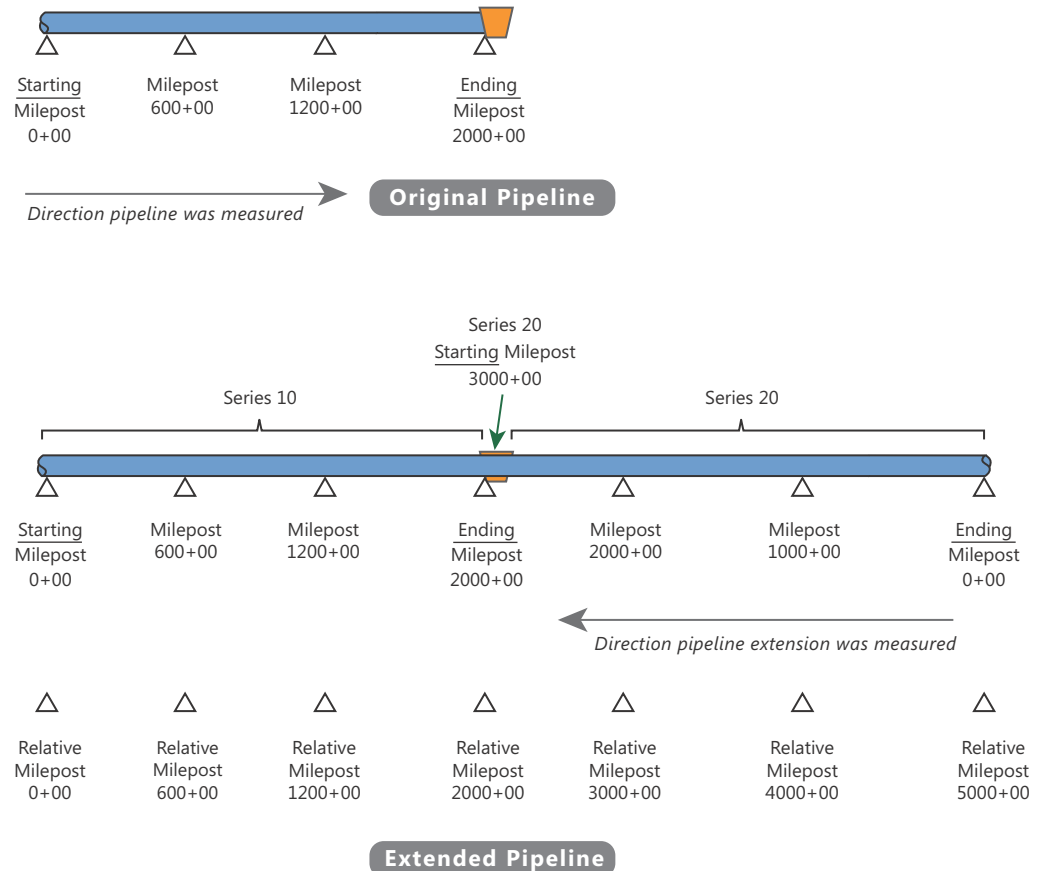 Starting
Milepost
0+00
Milepost
600+00
Milepost
1200+00
Ending
Milepost
2000+00
Direction pipeline was measured
Original Pipeline
Series 20
Starting Milepost
3000+00
Series 10
Series 20
Starting
Milepost
0+00
Milepost
600+00
Milepost
1200+00
Ending
Milepost
2000+00
Milepost
2000+00
Milepost
1000+00
Ending
Milepost
0+00
Direction pipeline extension was measured
Relative
Milepost
0+00
Relative
Milepost
600+00
Relative
Milepost
1200+00
Relative
Milepost
2000+00
Relative
Milepost
3000+00
Relative
Milepost
4000+00
Relative
Milepost
5000+00
Extended Pipeline